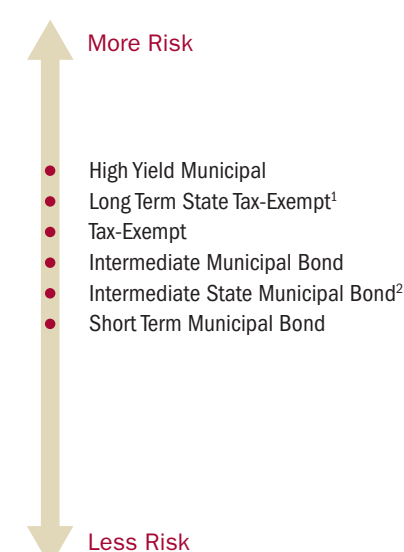 More Risk
High Yield Municipal
Long Term State Tax-Exempt¹
Tax-Exempt
Intermediate Municipal Bond
Intermediate State Municipal Bond²
Short Term Municipal Bond
Less Risk